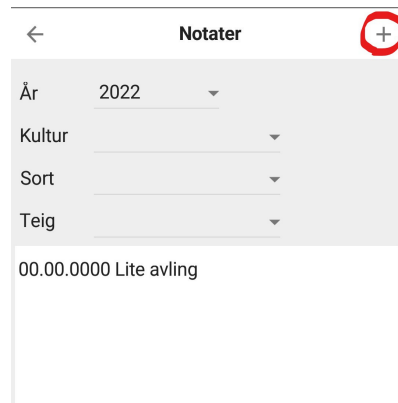 Notater
År 2022
Kultur
Sort
Teig
00.00.0000 Lite avling